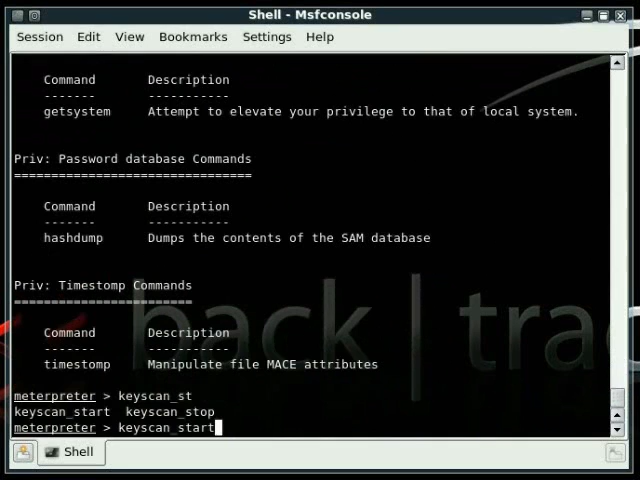 Shell - Msfconsole
Session Edit View Bookmarks Settings Help
Command Description
------- -----------
getsystem Attempt to elevate your privilege to that of local system.
Priv: Password database Commands
================================
Command Description
------- -----------
hashdump Dumps the contents of the SAM database
Priv: Timestomp Commands
========================
Command Description
------- -----------
timestomp Manipulate file MACE attributes
meterpreter > keyscan_st
keyscan_start keyscan_stop
meterpreter > keyscan_start
back | trac
Shell